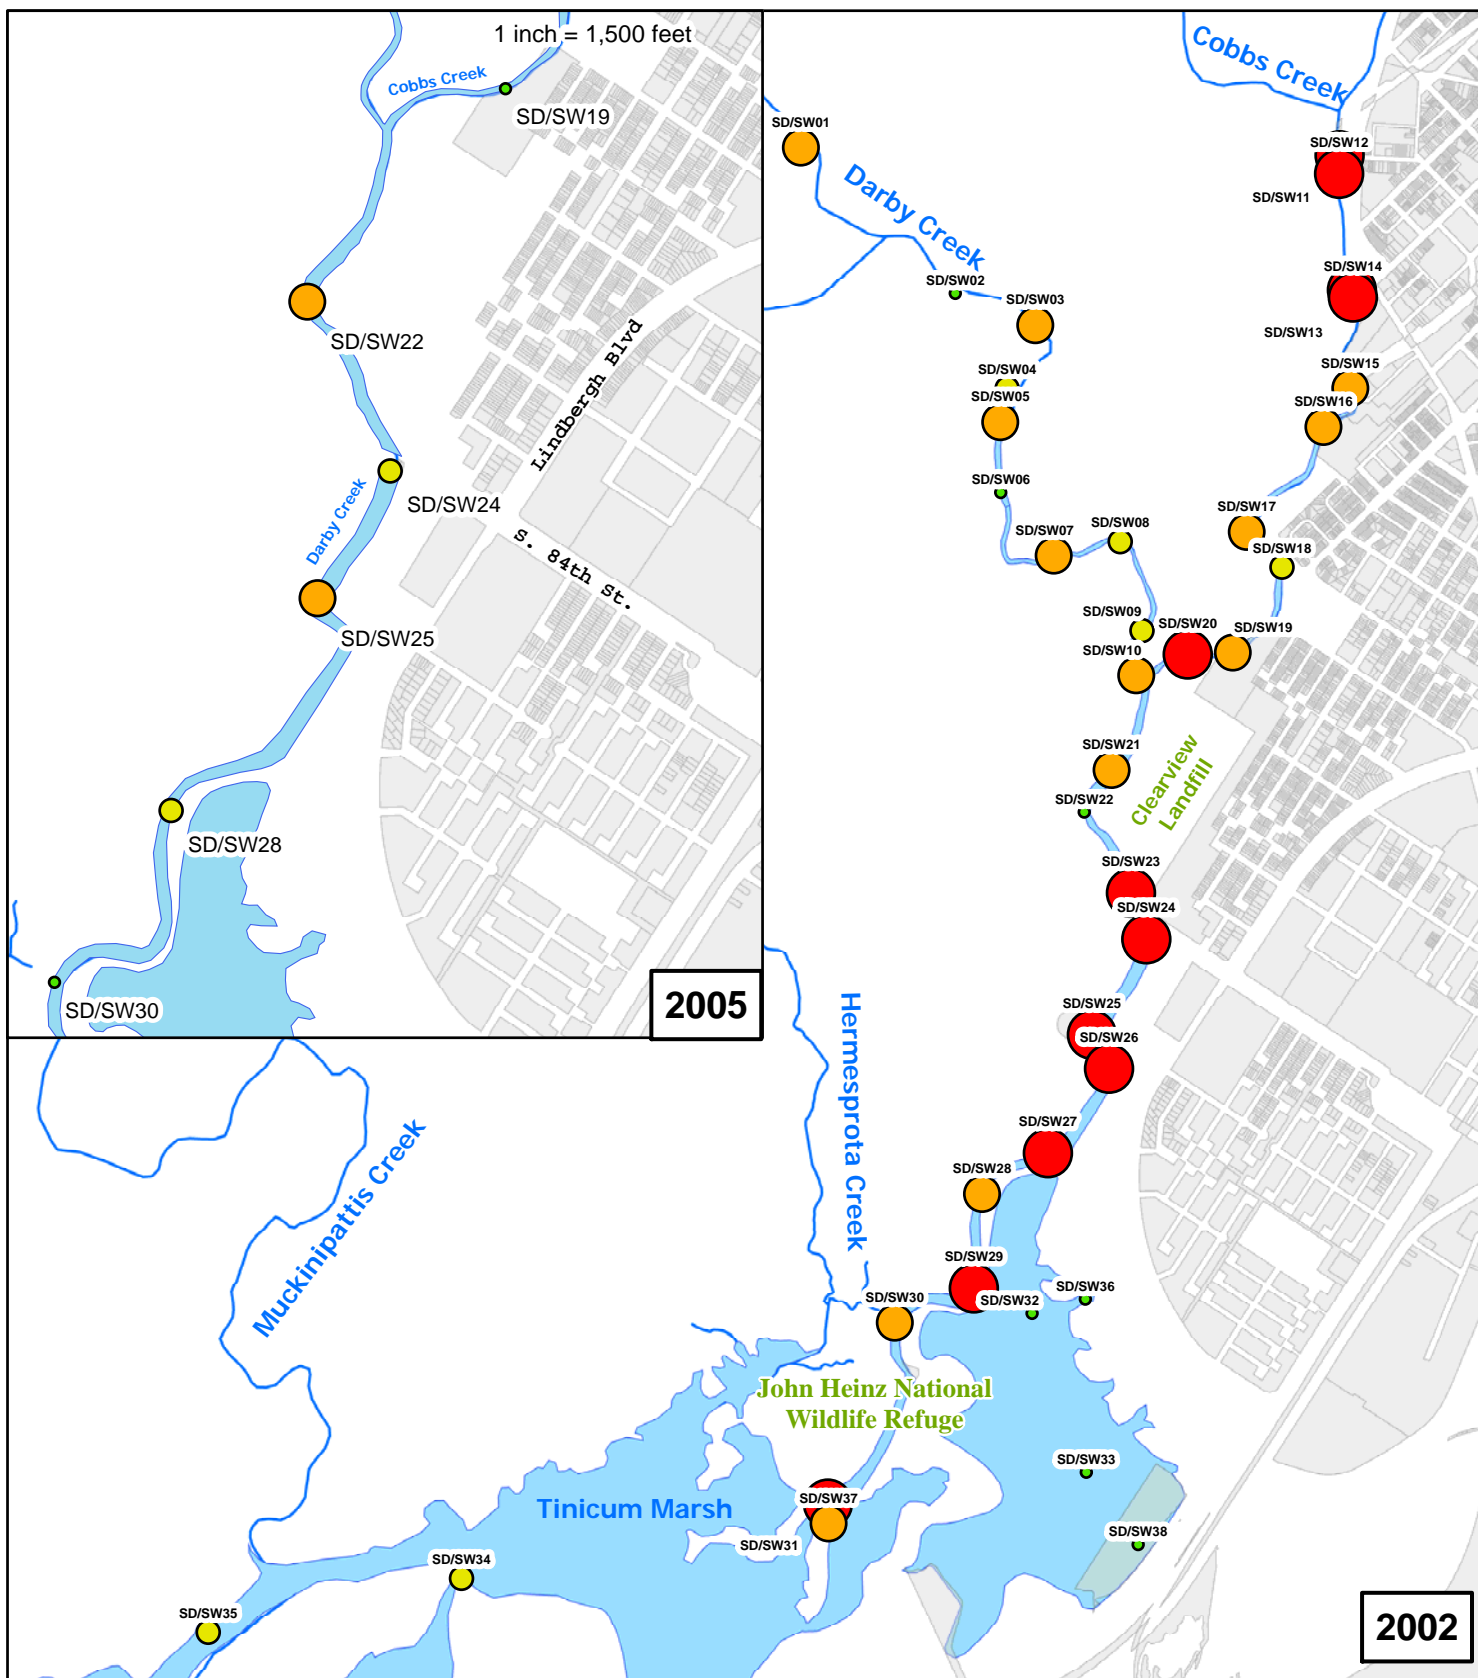 1 inch = 1,500 feet
Cobbs Creek
SD/SW19
SD/SW22
Lindbergh Blvd
SD/SW24
Darby Creek
S. 84th St.
SD/SW25
SD/SW28
SD/SW30
2005
Cobbs Creek
SD/SW01
SD/SW12
Darby Creek
SD/SW11
SD/SW02
SD/SW14
SD/SW03
SD/SW13
SD/SW04
SD/SW15
SD/SW05
SD/SW16
SD/SW06
SD/SW17
SD/SW07
SD/SW08
SD/SW18
SD/SW09
SD/SW20
SD/SW19
SD/SW10
SD/SW21
Clearview
Landfill
SD/SW22
SD/SW23
SD/SW24
Hermesprota Creek
SD/SW25
SD/SW26
Muckinipattis Creek
SD/SW27
SD/SW28
SD/SW29
SD/SW36
SD/SW30
SD/SW32
John Heinz National
Wildlife Refuge
SD/SW33
Tinicum Marsh
SD/SW37
SD/SW38
SD/SW31
SD/SW34
SD/SW35
2002